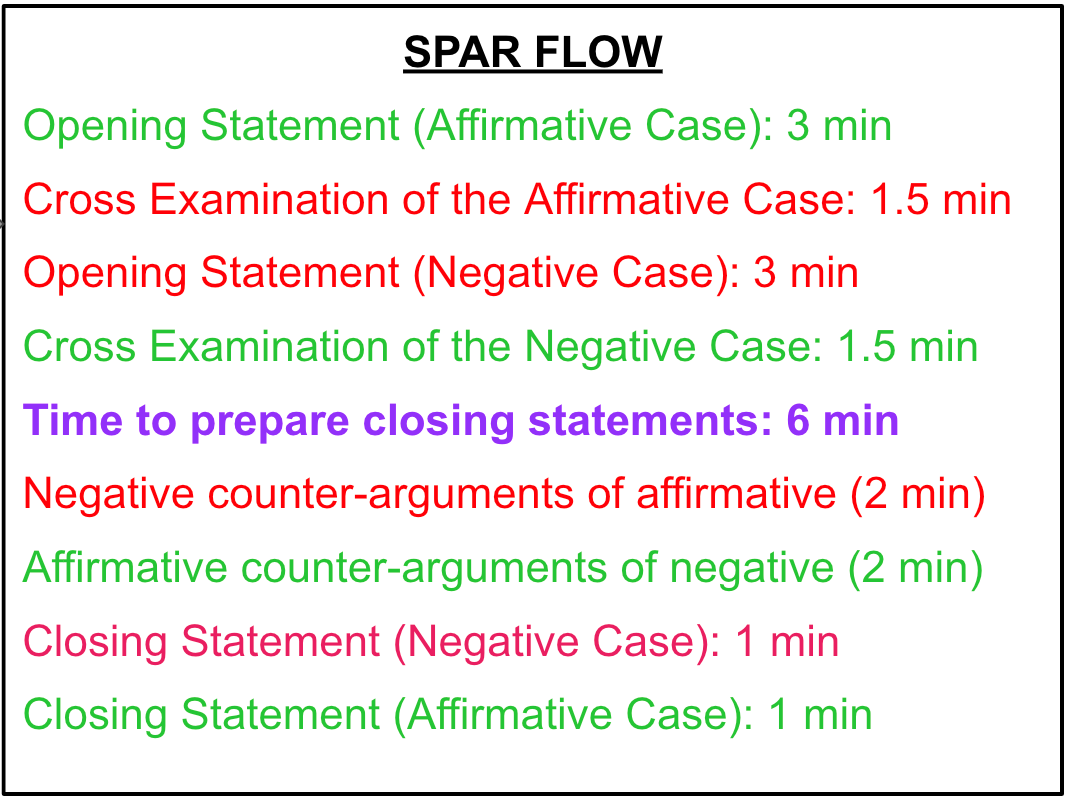 SPAR FLOW
Opening Statement (Affirmative Case): 3 min
Cross Examination of the Affirmative Case: 1.5 min
Opening Statement (Negative Case): 3 min
Cross Examination of the Negative Case: 1.5 min
Time to prepare closing statements: 6 min
Negative counter-arguments of affirmative (2 min)
Affirmative counter-arguments of negative (2 min)
Closing Statement (Negative Case): 1 min
Closing Statement (Affirmative Case): 1 min